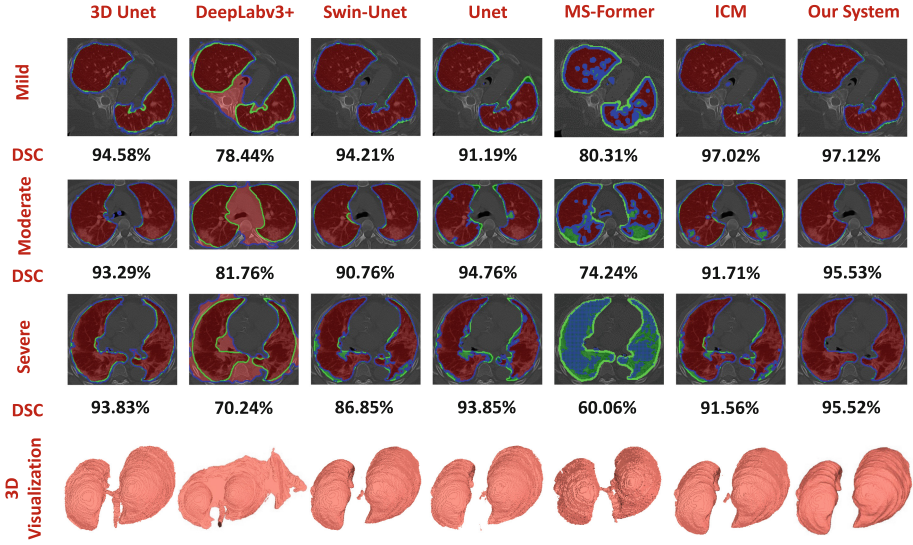 3D Unet DeepLabv3+ Swin-Unet Unet MS-Former ICM Our System
Mild
DSC 94.58% 78.44% 94.21% 91.19% 80.31% 97.02% 97.12%
Moderate
DSC 93.29% 81.76% 90.76% 94.76% 74.24% 91.71% 95.53%
Severe
DSC 93.83% 70.24% 86.85% 93.85% 60.06% 91.56% 95.52%
3D
Visualization